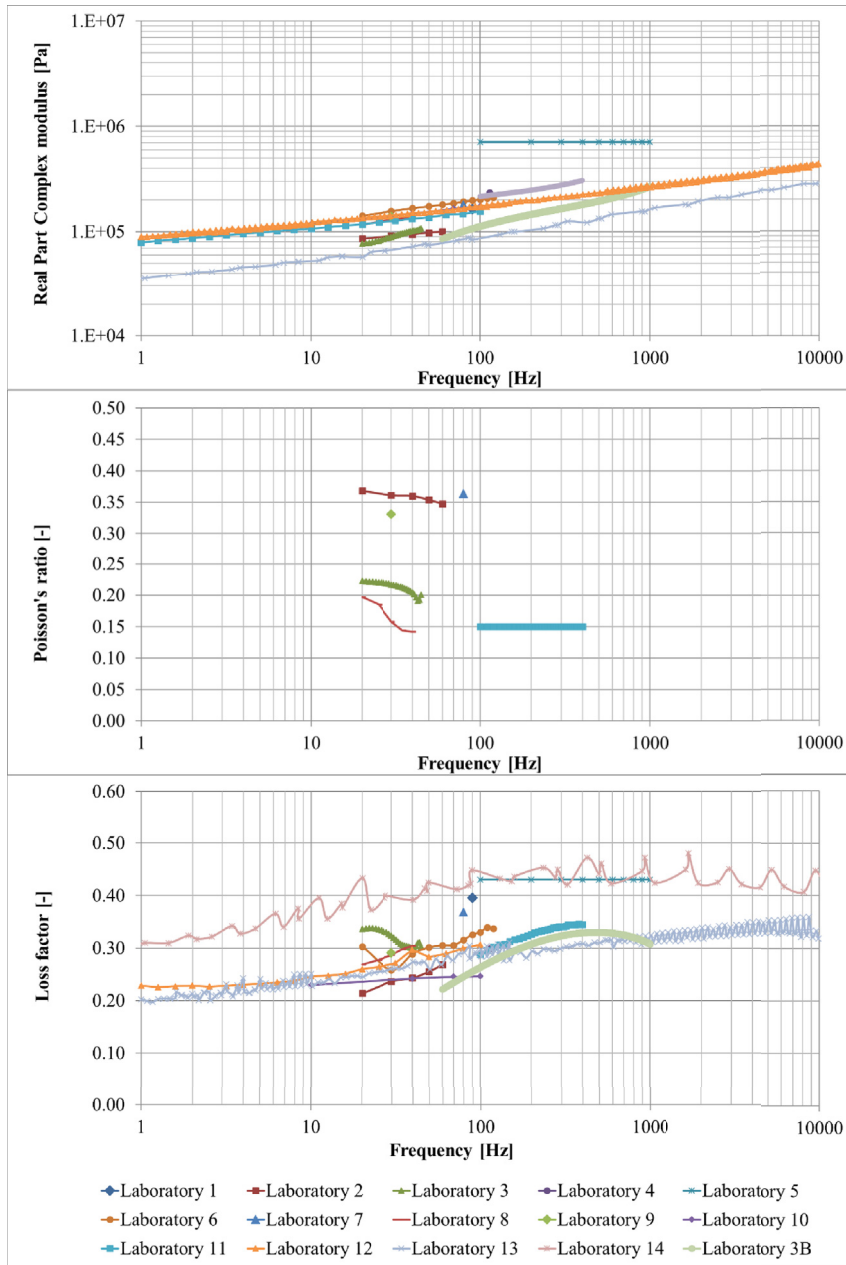 Real Part Complex modulus [Pa]
1.E+07
1.E+06
1.E+05
1.E+04
1 10 100 1000 10000
Frequency [Hz]
Poisson's ratio [-]
0.50
0.45
0.40
0.35
0.30
0.25
0.20
0.15
0.10
0.05
0.00
1 10 100 1000 10000
Frequency [Hz]
Loss factor [-]
0.60
0.50
0.40
0.30
0.20
0.10
0.00
1 10 100 1000 10000
Frequency [Hz]
Laboratory 1 Laboratory 2 Laboratory 3 Laboratory 4 Laboratory 5
Laboratory 6 Laboratory 7 Laboratory 8 Laboratory 9 Laboratory 10
Laboratory 11 Laboratory 12 Laboratory 13 Laboratory 14 Laboratory 3B